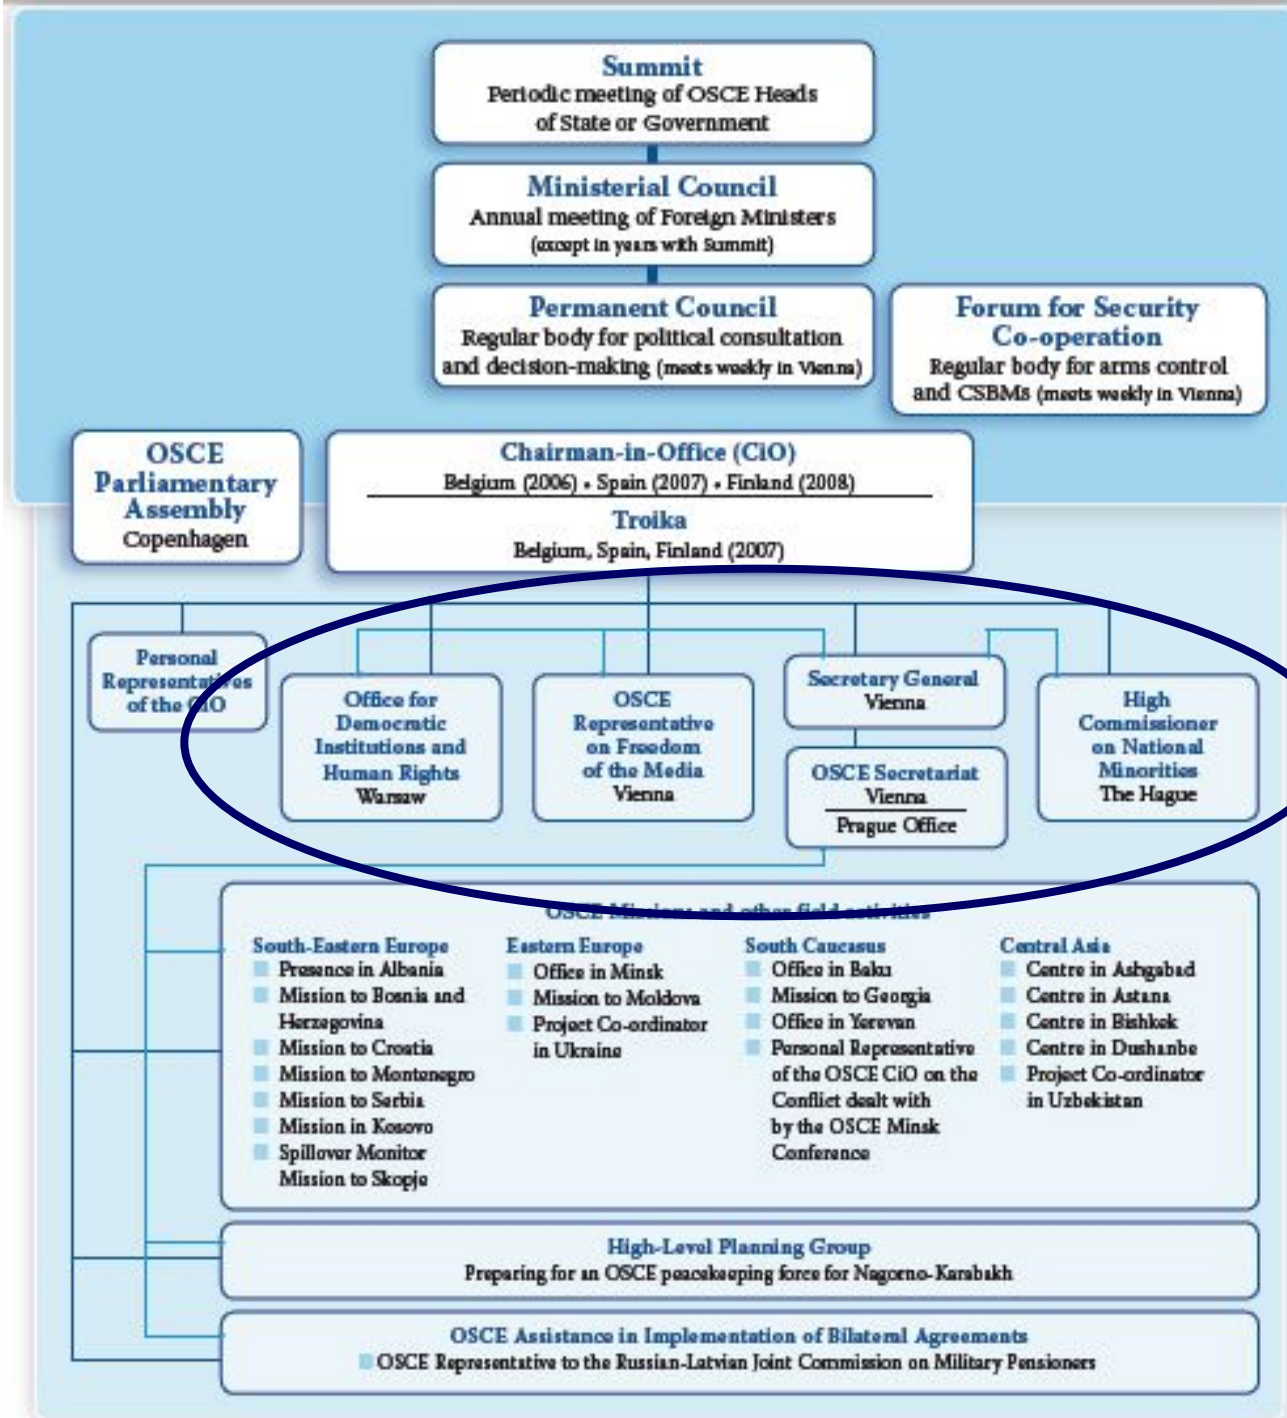 Summit
Periodic meeting of OSCE Heads
of State or Government
Ministerial Council
Annual meeting of Foreign Ministers
(except in years with Summit)
Permanent Council
Regular body for political consultation
and decision-making (meets weekly in Vienna)
Forum for Security
Co-operation
Regular body for arms control
and CSBMs (meets weekly in Vienna)
OSCE
Parliamentary
Assembly
Copenhagen
Chairman-in-Office (CiO)
Belgium (2006) • Spain (2007) • Finland (2008)
Troika
Belgium, Spain, Finland (2007)
Personal
Representatives
of the CiO
Office for
Democratic
Institutions and
Human Rights
Warsaw
OSCE
Representative
on Freedom
of the Media
Vienna
Secretary General
Vienna
OSCE Secretariat
Vienna
Prague Office
High
Commissioner
on National
Minorities
The Hague
OSCE Missions and other field activities
South-Eastern Europe
Presence in Albania
Mission to Bosnia and
Herzegovina
Mission to Croatia
Mission to Montenegro
Mission to Serbia
Mission in Kosovo
Spillover Monitor
Mission to Skopje
Eastern Europe
Office in Minsk
Mission to Moldova
Project Co-ordinator
in Ukraine
South Caucasus
Office in Baku
Mission to Georgia
Office in Yerevan
Personal Representative
of the OSCE CiO on the
Conflict dealt with
by the OSCE Minsk
Conference
Central Asia
Centre in Ashgabad
Centre in Astana
Centre in Bishkek
Centre in Dushanbe
Project Co-ordinator
in Uzbekistan
High-Level Planning Group
Preparing for an OSCE peacekeeping force for Nagorno-Karabakh
OSCE Assistance in Implementation of Bilateral Agreements
OSCE Representative to the Russian-Latvian Joint Commission on Military Pensioners